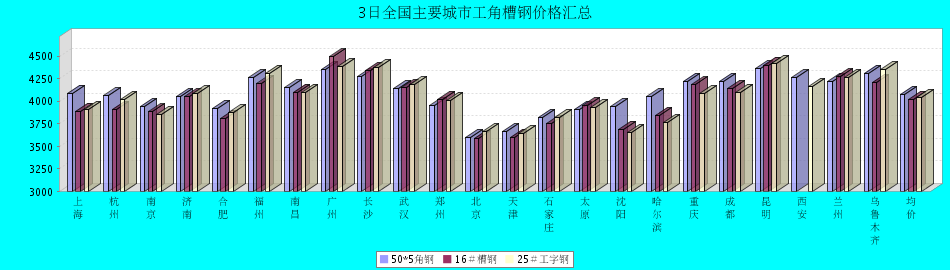 3日全国主要城市工角槽钢价格汇总
4500
4250
4000
3750
3500
3250
3000
上海
杭州
南京
济南
合肥
福州
南昌
广州
长沙
武汉
郑州
北京
天津
石家庄
太原
沈阳
哈尔滨
重庆
成都
昆明
西安
兰州
乌鲁木齐
均价
50*5角钢 16#槽钢 25#工字钢